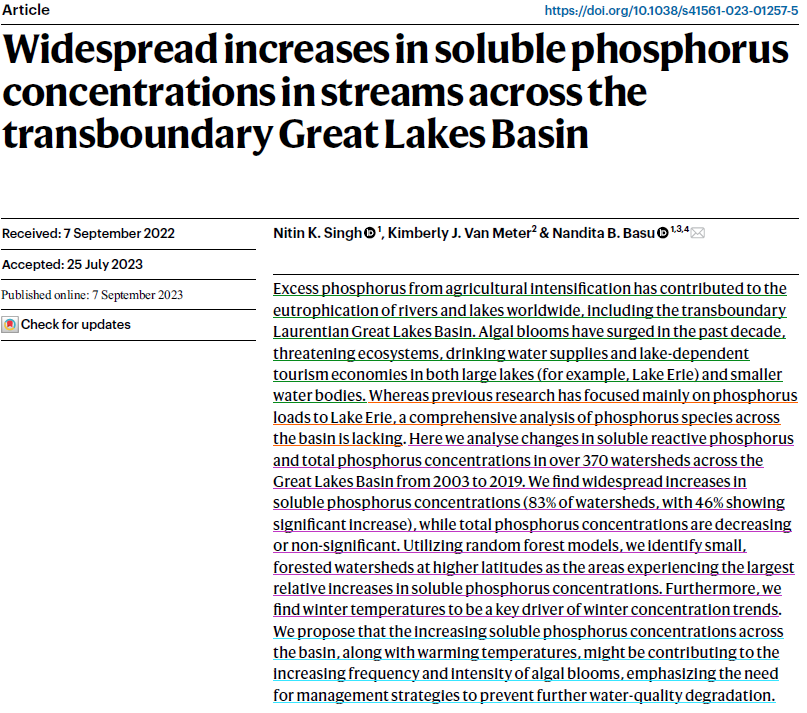 Article
https://doi.org/10.1038/s41561-023-01257-5
Widespread increases in soluble phosphorus
concentrations in streams across the
transboundary Great Lakes Basin
Received: 7 September 2022
Accepted: 25 July 2023
Published online: 7 September 2023
Check for updates
Nitin K. Singh 1, Kimberly J. Van Meter2 & Nandita B. Basu 1,3,4
Excess phosphorus from agricultural intensification has contributed to the
eutrophication of rivers and lakes worldwide, including the transboundary
Laurentian Great Lakes Basin. Algal blooms have surged in the past decade,
threatening ecosystems, drinking water supplies and lake-dependent
tourism economies in both large lakes (for example, Lake Erie) and smaller
water bodies. Whereas previous research has focused mainly on phosphorus
loads to Lake Erie, a comprehensive analysis of phosphorus species across
the basin is lacking. Here we analyse changes in soluble reactive phosphorus
and total phosphorus concentrations in over 370 watersheds across the
Great Lakes Basin from 2003 to 2019. We find widespread increases in
soluble phosphorus concentrations (83% of watersheds, with 46% showing
significant increase), while total phosphorus concentrations are decreasing
or non-significant. Utilizing random forest models, we identify small,
forested watersheds at higher latitudes as the areas experiencing the largest
relative increases in soluble phosphorus concentrations. Furthermore, we
find winter temperatures to be a key driver of winter concentration trends.
We propose that the increasing soluble phosphorus concentrations across
the basin, along with warming temperatures, might be contributing to the
increasing frequency and intensity of algal blooms, emphasizing the need
for management strategies to prevent further water-quality degradation.